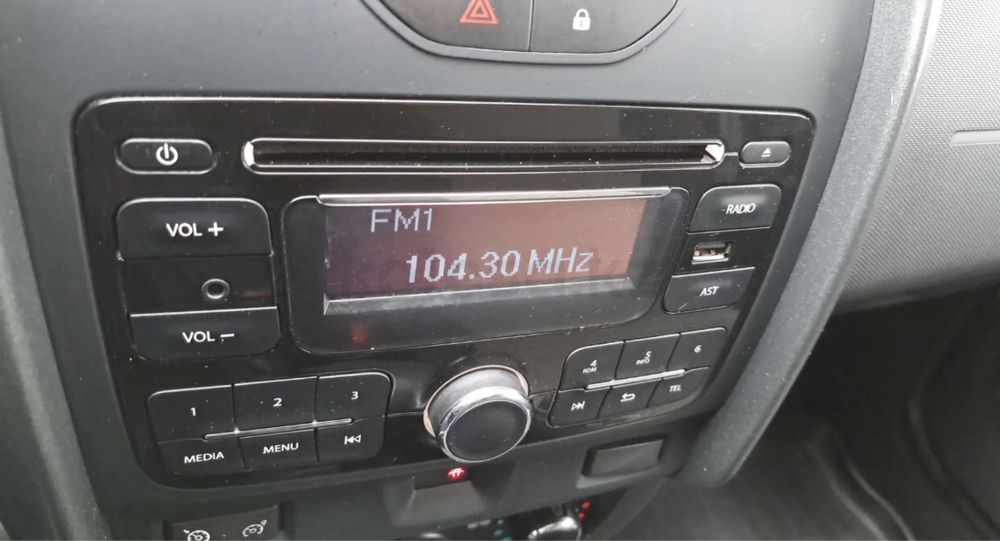 FM1
RADIO
VOL +
104.30 MHz
AST
VOL -
1
2
3
4
RDM
5
INFO
6
MEDIA
MENU
TEL